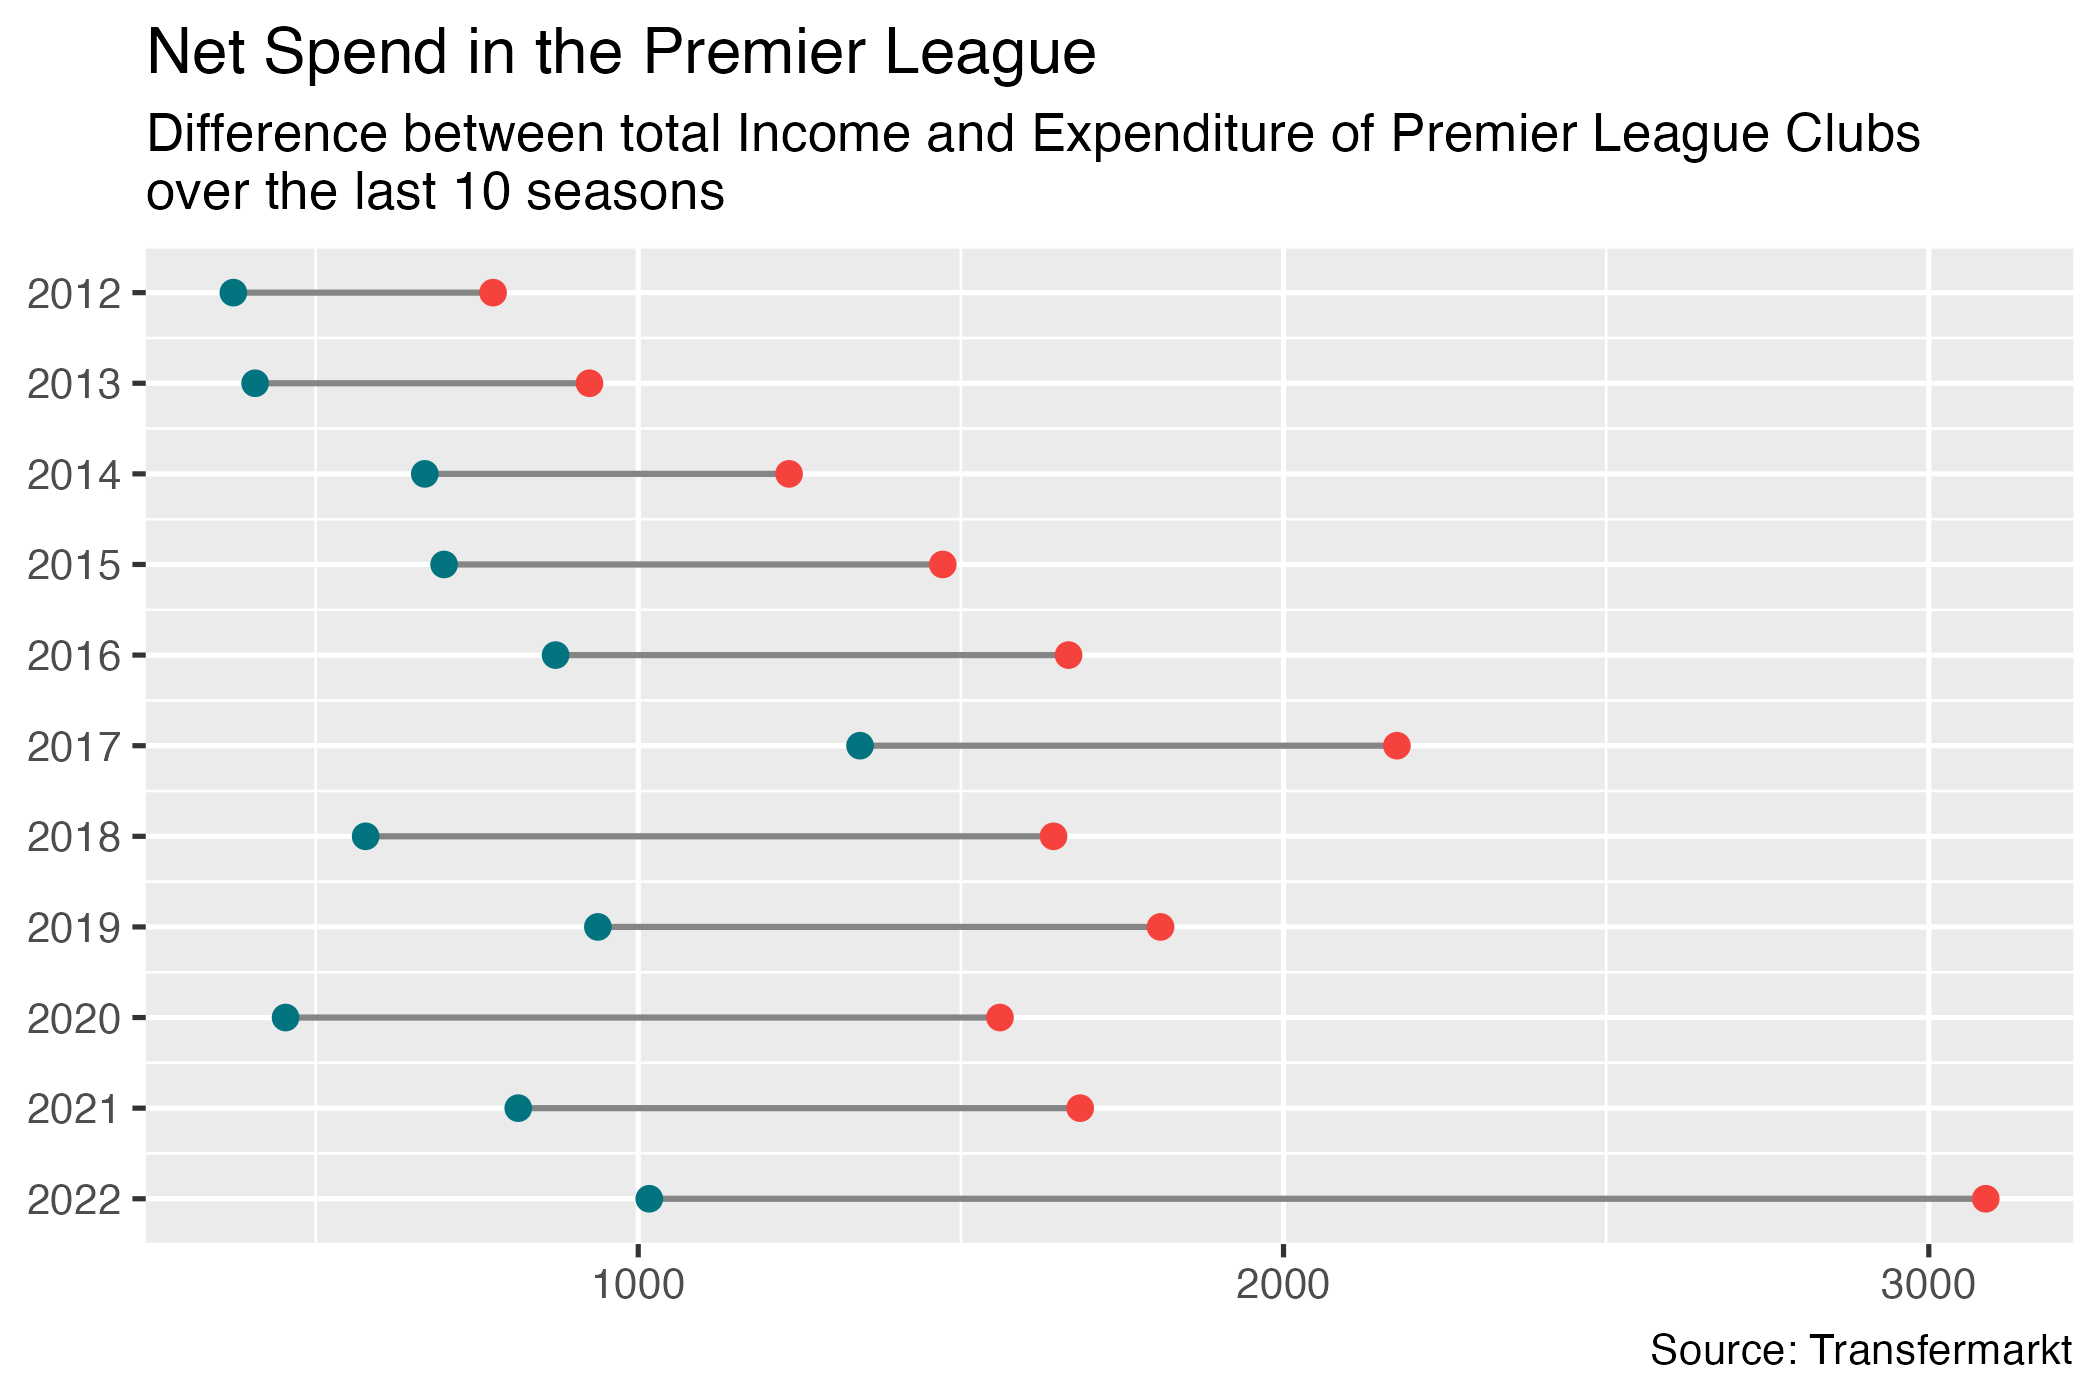 Net Spend in the Premier League
Difference between total Income and Expenditure of Premier League Clubs
over the last 10 seasons
2012
2013
2014
2015
2016
2017
2018
2019
2020
2021
2022
1000 2000 3000
Source: Transfermarkt